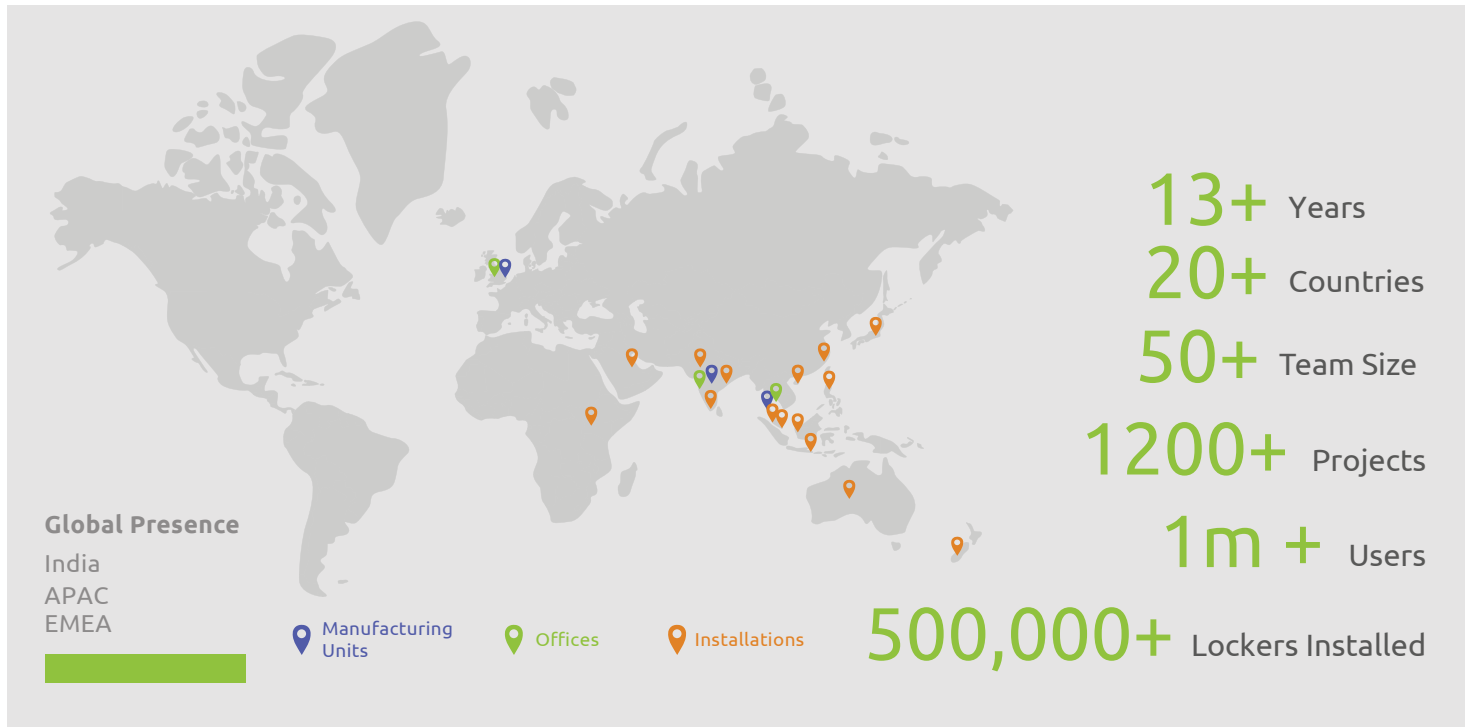 13+ Years
20+ Countries
50+ Team Size
1200+ Projects
1m + Users
500,000+ Lockers Installed
Global Presence
India
APAC
EMEA
Manufacturing
Units
Offices
Installations